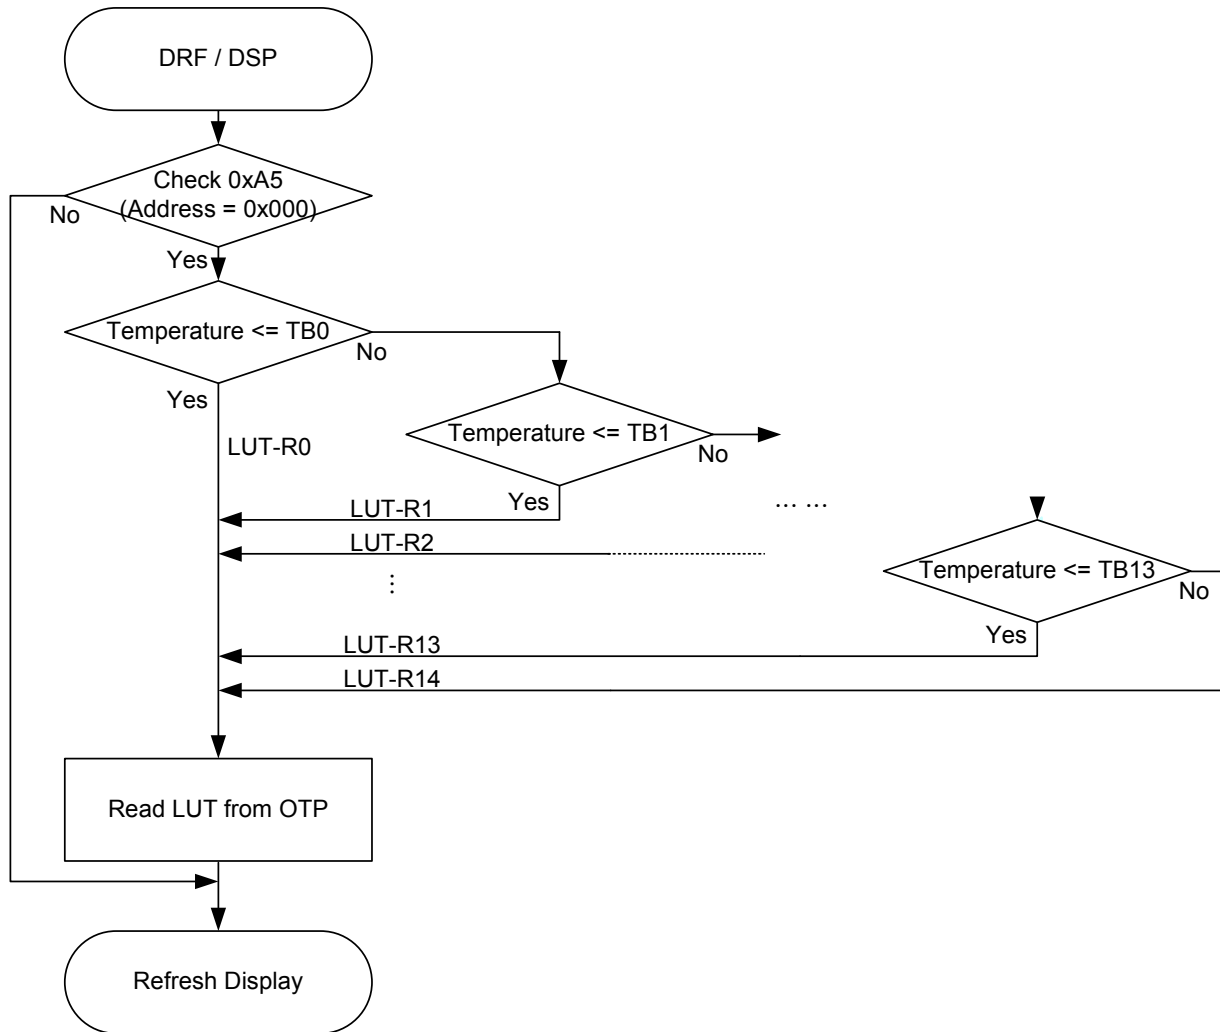 DRF / DSP
Check 0xA5
(Address = 0x000)
No
Yes
Temperature <= TB0
No
Yes
LUT-R0
Temperature <= TB1
No
Yes
LUT-R1
... ...
LUT-R2
⋮
Temperature <= TB13
No
Yes
LUT-R13
LUT-R14
Read LUT from OTP
Refresh Display